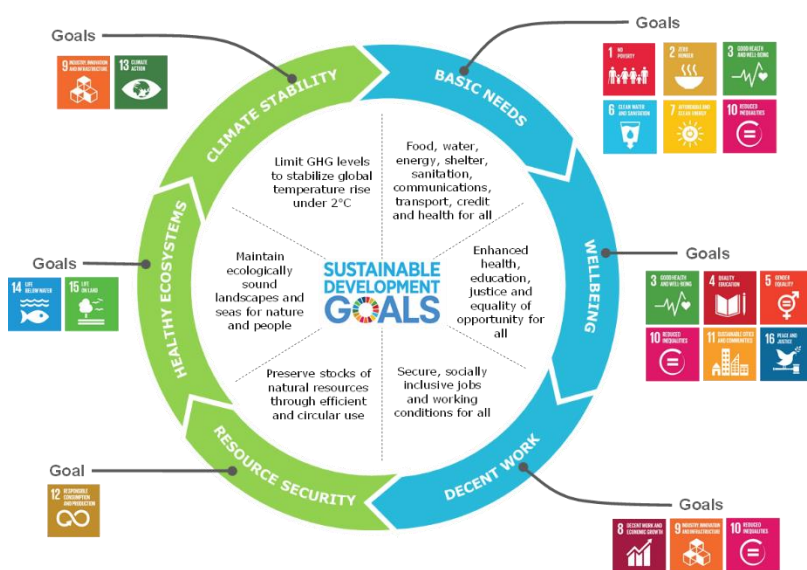 Goals
9 INDUSTRY, INNOVATION
AND INFRASTRUCTURE
13 CLIMATE
ACTION
Goals
1 NO
POVERTY
2 ZERO
HUNGER
3 GOOD HEALTH
AND WELL-BEING
6 CLEAN WATER
AND SANITATION
7 AFFORDABLE AND
CLEAN ENERGY
10 REDUCED
INEQUALITIES
CLIMATE STABILITY
BASIC NEEDS
Limit GHG levels
to stabilize global
temperature rise
under 2°C
Food, water,
energy, shelter,
sanitation,
communications,
transport, credit
and health for all
Goals
14 LIFE
BELOW WATER
15 LIFE
ON LAND
HEALTHY ECOSYSTEMS
Maintain
ecologically
sound
landscapes and
seas for nature
and people
SUSTAINABLE
DEVELOPMENT
GOALS
Enhanced
health,
education,
justice and
equality of
opportunity for
all
WELLBEING
Goals
3 GOOD HEALTH
AND WELL-BEING
4 QUALITY
EDUCATION
5 GENDER
EQUALITY
10 REDUCED
INEQUALITIES
11 SUSTAINABLE CITIES
AND COMMUNITIES
16 PEACE AND
JUSTICE
Preserve stocks of
natural resources
through efficient
and circular use
Secure, socially
inclusive jobs
and working
conditions for all
RESOURCE SECURITY
DECENT WORK
Goal
12 RESPONSIBLE
CONSUMPTION
AND PRODUCTION
Goals
8 DECENT WORK AND
ECONOMIC GROWTH
9 INDUSTRY, INNOVATION
AND INFRASTRUCTURE
10 REDUCED
INEQUALITIES